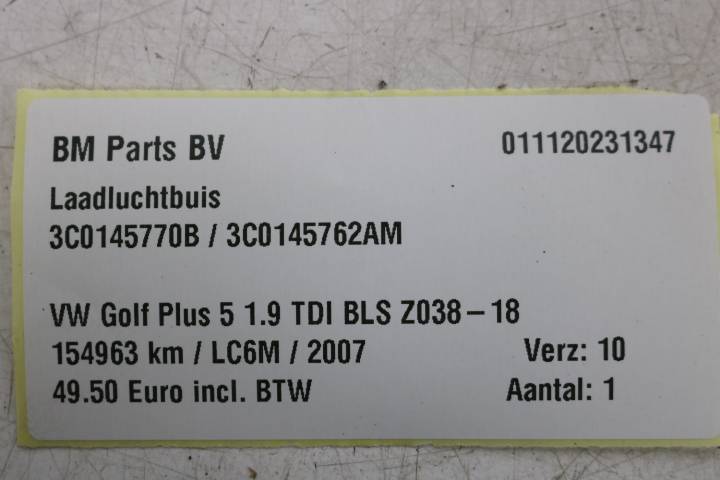 BM Parts BV 011120231347
Laadluchtbuis
3C0145770B / 3C0145762AM
VW Golf Plus 5 1.9 TDI BLS Z038-18
154963 km / LC6M / 2007 Verz: 10
49.50 Euro incl. BTW Aantal: 1